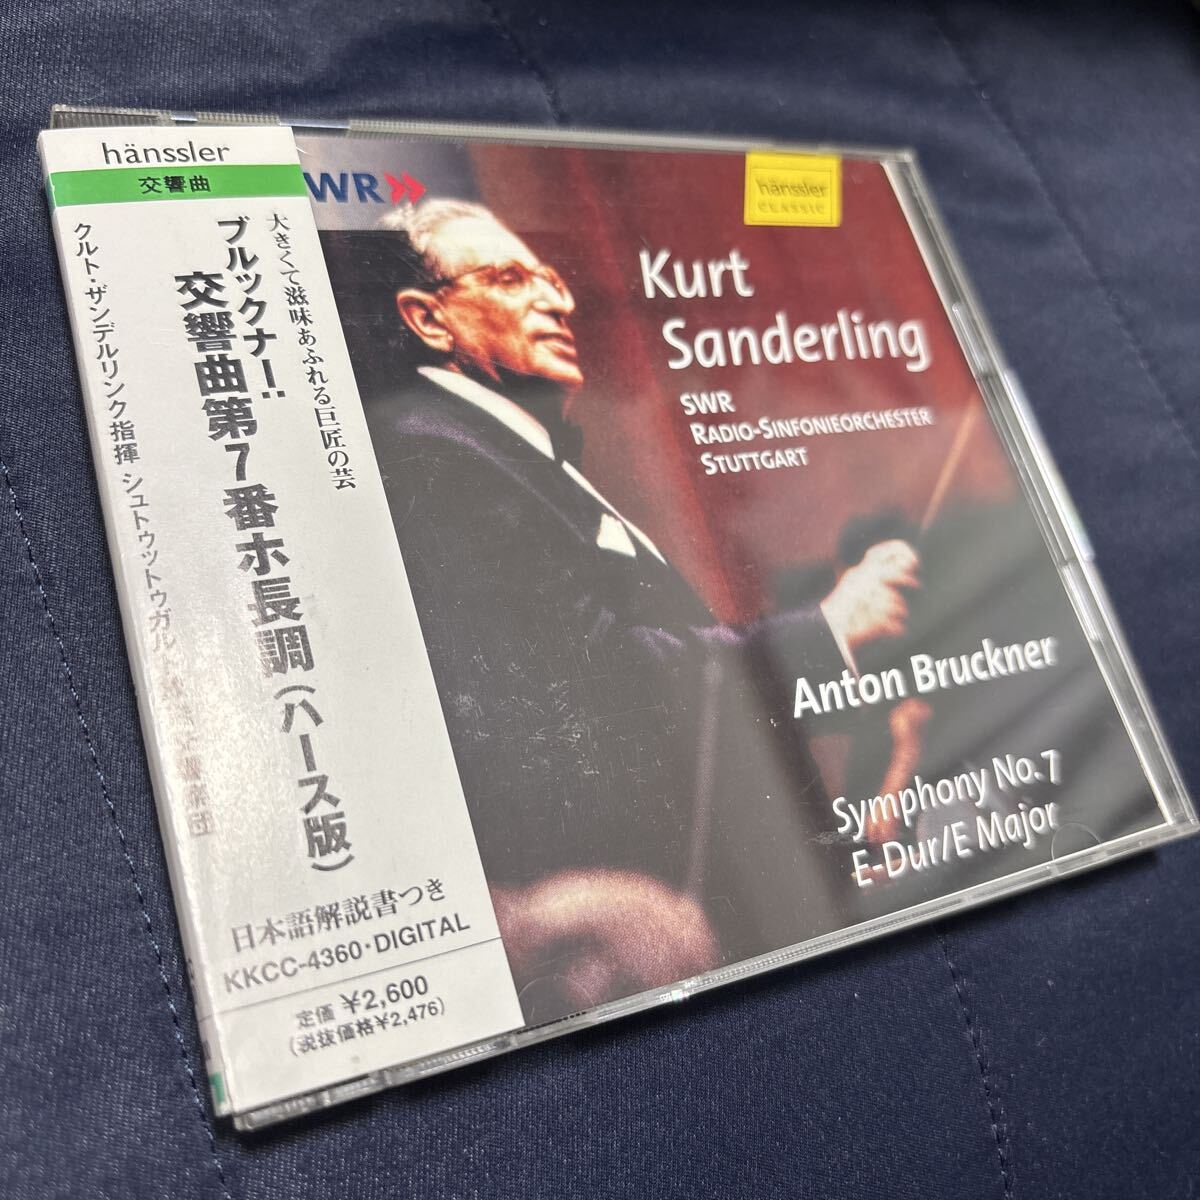 hänssler
交響曲
大きくて滋味あふれる巨匠の芸
ブルックナー:
交響曲第7番ホ長調(ハース版)
クルト・ザンデルリンク指揮 シュトゥットゥガルト
団
日本語解説書つき
KKCC-4360・DIGITAL
定価 ¥2,600
(税抜価格¥2,476)
WR
hänssler
CLASSIC
Kurt
Sanderling
SWR
RADIO-SINFONIEORCHESTER
STUTTGART
Anton Bruckner
Symphony No.7
E-Dur/E Major